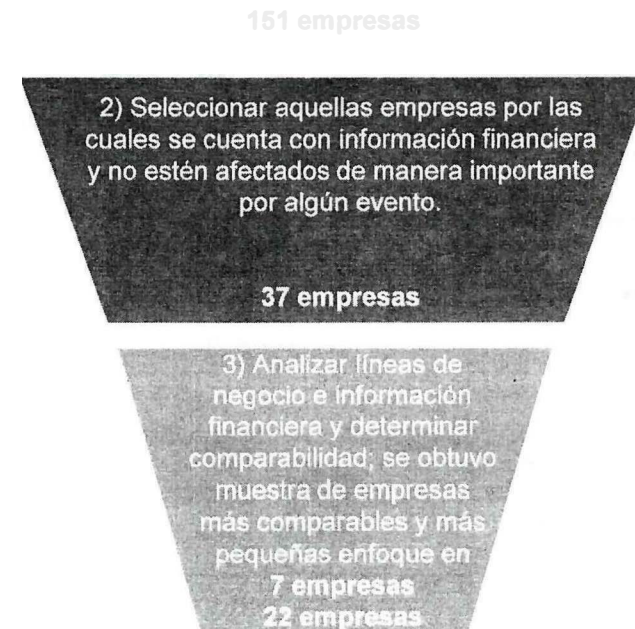 151 empresas
2) Seleccionar aquellas empresas por las
cuales se cuenta con información financiera
y no estén afectados de manera importante
por algún evento.
37 empresas
3) Analizar líneas de
negocio e información
financiera y determinar
comparabilidad; se obtuvo
muestra de empresas
más comparables y más
pequeñas enfoque en
7 empresas
22 empresas